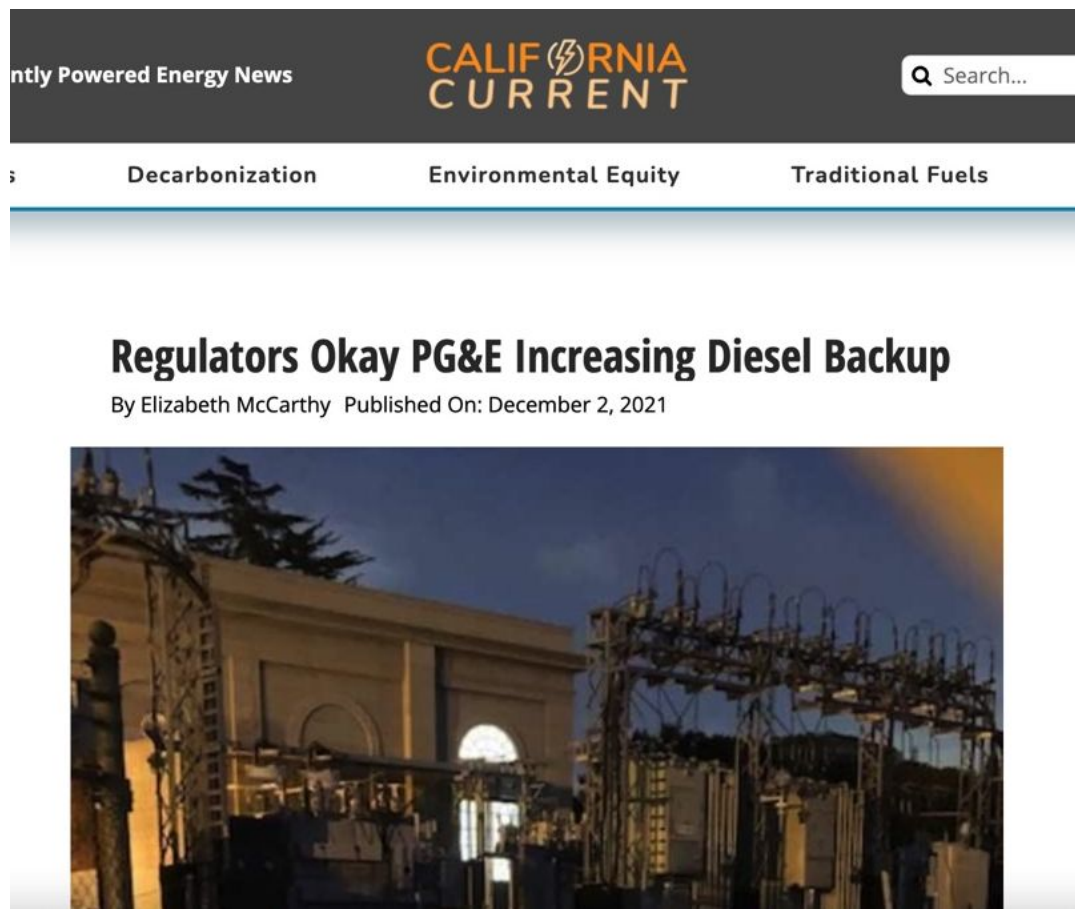 ntly Powered Energy News
CALIFORNIA
CURRENT
Search...
s
Decarbonization
Environmental Equity
Traditional Fuels
Regulators Okay PG&E Increasing Diesel Backup
By Elizabeth McCarthy Published On: December 2, 2021